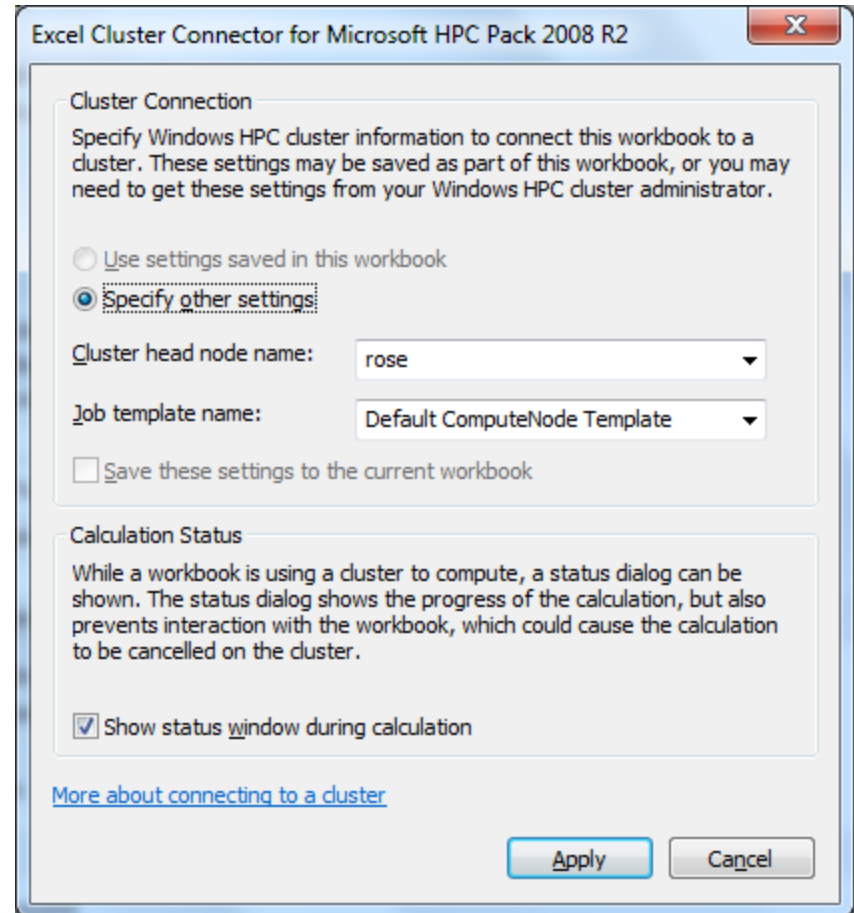 Excel Cluster Connector for Microsoft HPC Pack 2008 R2
Cluster Connection
Specify Windows HPC cluster information to connect this workbook to a
cluster. These settings may be saved as part of this workbook, or you may
need to get these settings from your Windows HPC cluster administrator.
Use settings saved in this workbook
Specify other settings
Cluster head node name:
rose
Job template name:
Default ComputeNode Template
Save these settings to the current workbook
Calculation Status
While a workbook is using a cluster to compute, a status dialog can be
shown. The status dialog shows the progress of the calculation, but also
prevents interaction with the workbook, which could cause the calculation
to be cancelled on the cluster.
Show status window during calculation
More about connecting to a cluster
Apply
Cancel